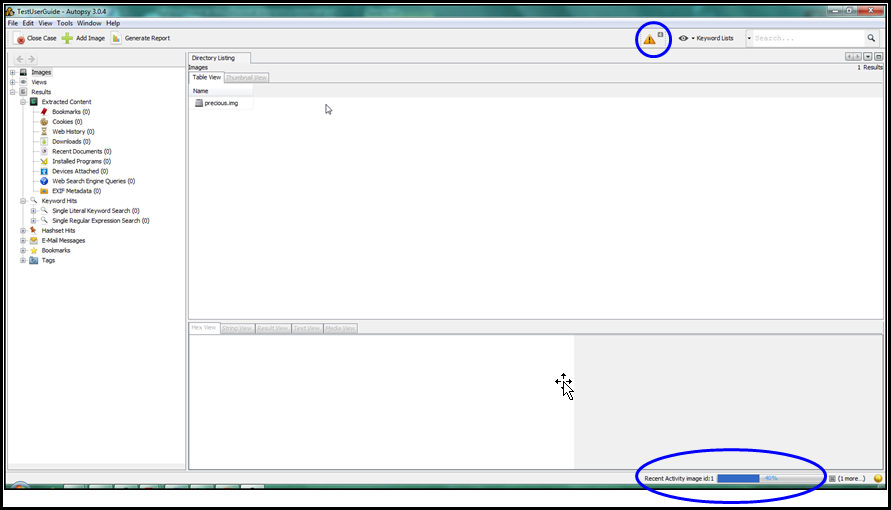 TestUserGuide - Autopsy 3.0.4
File Edit View Tools Window Help
Close Case Add Image Generate Report Keyword Lists Search...
Directory Listing
Images
1 Results
Table View Thumbnail View
Name
precious.img
Images
Views
Results
Extracted Content
Bookmarks (0)
Cookies (0)
Web History (0)
Downloads (0)
Recent Documents (0)
Installed Programs (0)
Devices Attached (0)
Web Search Engine Queries (0)
EXIF Metadata (0)
Keyword Hits
Single Literal Keyword Search (0)
Single Regular Expression Search (0)
Hashset Hits
E-Mail Messages
Bookmarks
Tags
Hex View String View Result View Text View Media View
Recent Activity image id:1 40% (1 more...)